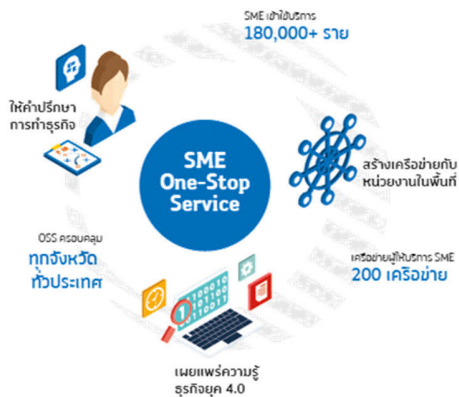 SME เข้าใช้บริการ
180,000+ ราย
ให้คำปรึกษา
การทำธุรกิจ
SME
One-Stop
Service
สร้างเครือข่ายกับ
หน่วยงานในพื้นที่
OSS ครอบคลุม
ทุกจังหวัด
ทั่วประเทศ
เครือข่ายผู้ให้บริการ SME
200 เครือข่าย
100010
101100
110011
เผยแพร่ความรู้
ธุรกิจยุค 4.0